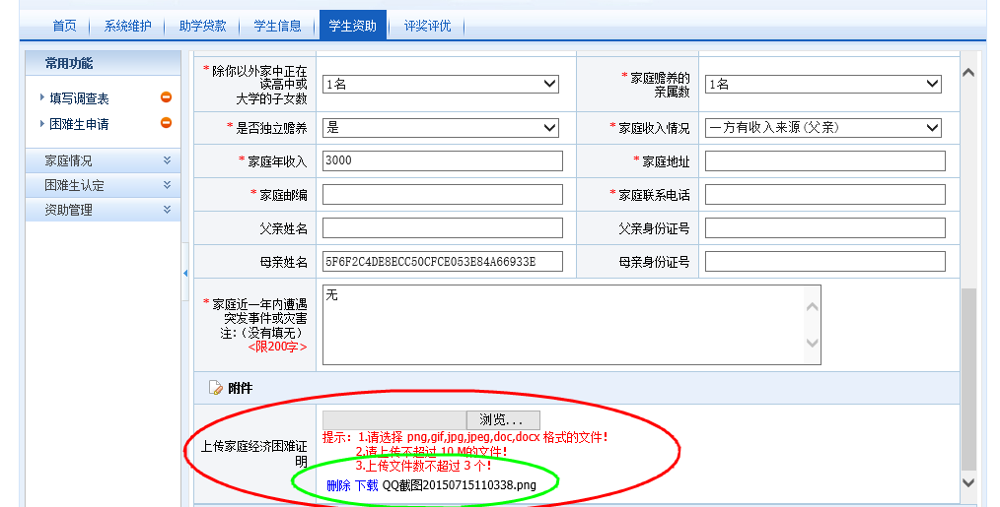 首页 系统维护 助学贷款 学生信息 学生资助 评奖评优
常用功能
填写调查表
困难生申请
家庭情况
困难生认定
资助管理
*除你以外家中正在
读高中或
大学的子女数
1名
*家庭赡养的
亲属数
1名
*是否独立赡养 是 *家庭收入情况 一方有收入来源(父亲)
*家庭年收入 3000 *家庭地址
*家庭邮编 *家庭联系电话
父亲姓名 父亲身份证号
母亲姓名 5F6F2C4DE8ECC50CFCE053E84A66933E 母亲身份证号
*家庭近一年内遭遇
突发事件或灾害
注:(没有填无)
<限200字>
无
附件
上传家庭经济困难证
明
浏览...
提示: 1.请选择 png,gif,jpg,jpeg,doc,docx 格式的文件!
2.请上传不超过 10 M的文件!
3.上传文件数不超过 3 个!
删除 下载 QQ截图20150715110338.png